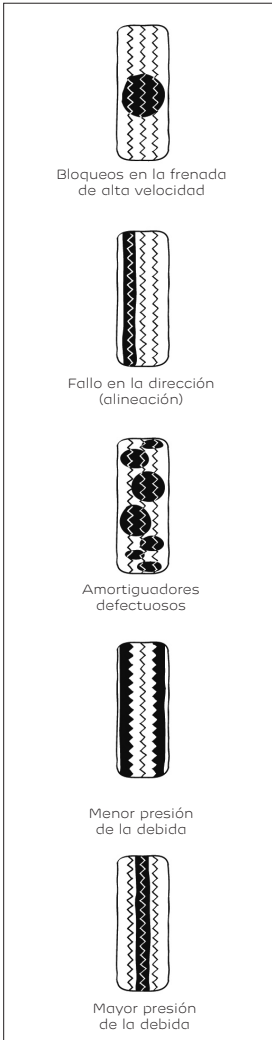 Bloqueos en la frenada
de alta velocidad
Fallo en la dirección
(alineación)
Amortiguadores
defectuosos
Menor presión
de la debida
Mayor presión
de la debida